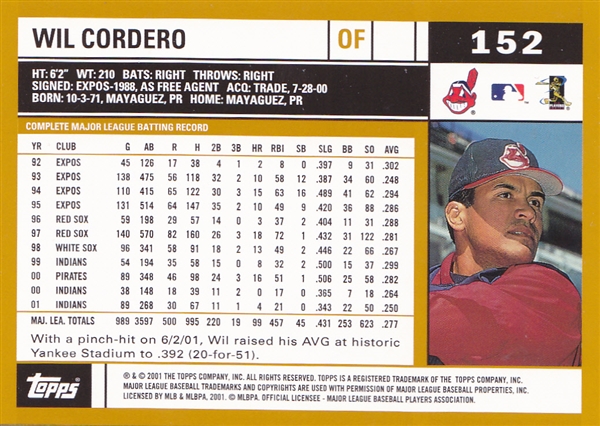 WIL CORDERO OF 152
HT: 6'2" WT: 210 BATS: RIGHT THROWS: RIGHT
SIGNED: EXPOS-1988, AS FREE AGENT ACQ: TRADE, 7-28-00
BORN: 10-3-71, MAYAGUEZ, PR HOME: MAYAGUEZ, PR
COMPLETE MAJOR LEAGUE BATTING RECORD
YR CLUB G AB R H 2B 3B HR RBI SB SLG BB SO AVG
92 EXPOS 45 126 17 38 4 1 2 8 0 .397 9 31 .302
93 EXPOS 138 475 56 118 32 2 10 58 12 .387 34 60 .248
94 EXPOS 110 415 65 122 30 3 15 63 16 .489 41 62 .294
95 EXPOS 131 514 64 147 35 2 10 49 9 .420 36 88 .286
96 RED SOX 59 198 29 57 14 0 3 37 2 .404 11 31 .288
97 RED SOX 140 570 82 160 26 3 18 72 1 .432 31 122 .281
98 WHITE SOX 96 341 58 91 18 2 13 49 2 .446 22 66 .267
99 INDIANS 54 194 35 58 15 0 8 32 2 .500 15 37 .299
00 PIRATES 89 348 46 98 24 3 16 51 1 .506 25 58 .282
00 INDIANS 38 148 18 39 11 2 0 17 0 .365 7 18 .264
01 INDIANS 89 268 30 67 11 1 4 21 0 .343 22 50 .250
MAJ. LEA. TOTALS 989 3597 500 995 220 19 99 457 45 .431 253 623 .277
With a pinch-hit on 6/2/01, Wil raised his AVG at historic
Yankee Stadium to .392 (20-for-51).
Topps
® & © 2001 THE TOPPS COMPANY, INC. ALL RIGHTS RESERVED. TOPPS IS A REGISTERED TRADEMARK OF THE TOPPS COMPANY, INC.
MAJOR LEAGUE BASEBALL TRADEMARKS AND COPYRIGHTS ARE USED WITH PERMISSION OF MAJOR LEAGUE BASEBALL PROPERTIES, INC.
LICENSED BY MLB & MLBPA, 2001. © MLBPA. OFFICIAL LICENSEE - MAJOR LEAGUE BASEBALL PLAYERS ASSOCIATION.